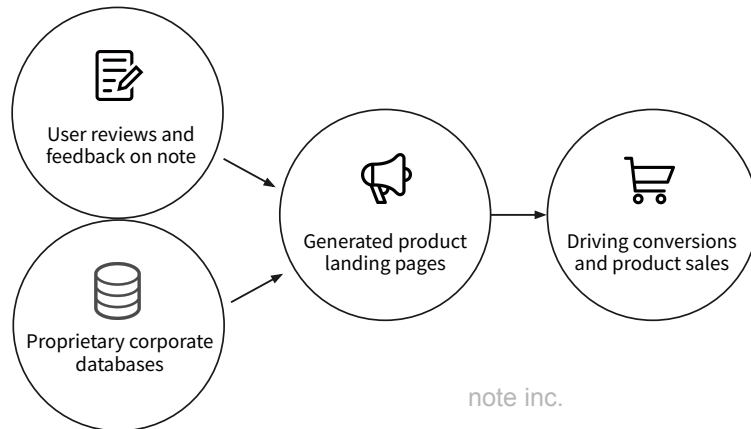 User reviews and
feedback on note
Proprietary corporate
databases
Generated product
landing pages
Driving conversions
and product sales
note inc.